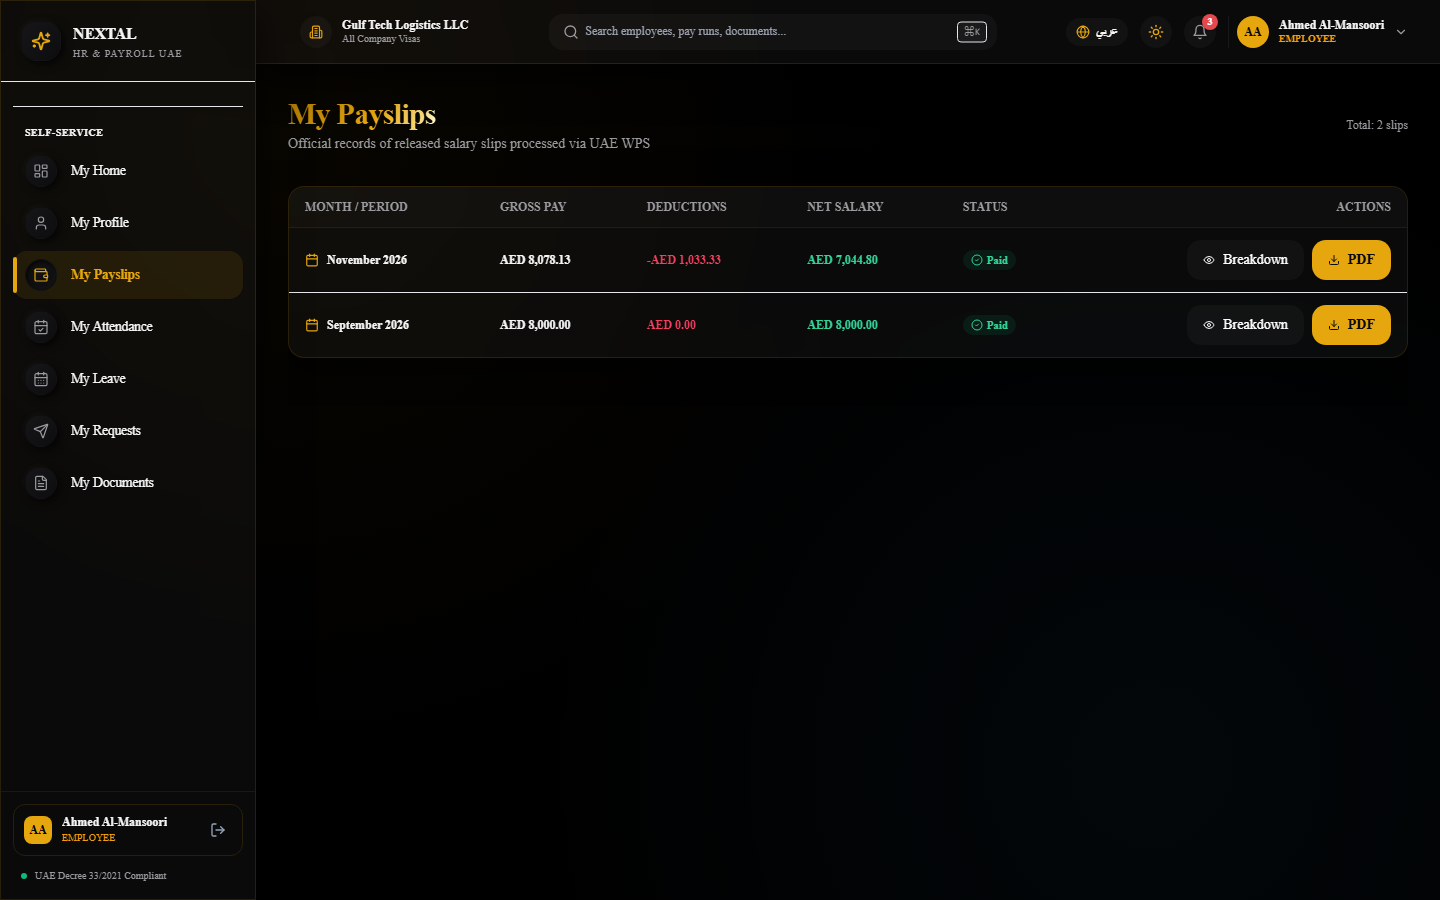 NEXTAL
HR & PAYROLL UAE
Gulf Tech Logistics LLC
All Company Visas
Search employees, pay runs, documents...
⌘K
عربي
3
AA
Ahmed Al-Mansoori
EMPLOYEE
SELF-SERVICE
My Home
My Profile
My Payslips
My Attendance
My Leave
My Requests
My Documents
My Payslips
Official records of released salary slips processed via UAE WPS
Total: 2 slips
MONTH / PERIOD GROSS PAY DEDUCTIONS NET SALARY STATUS ACTIONS
November 2026 AED 8,078.13 -AED 1,033.33 AED 7,044.80 Paid Breakdown PDF
September 2026 AED 8,000.00 AED 0.00 AED 8,000.00 Paid Breakdown PDF
AA
Ahmed Al-Mansoori
EMPLOYEE
UAE Decree 33/2021 Compliant